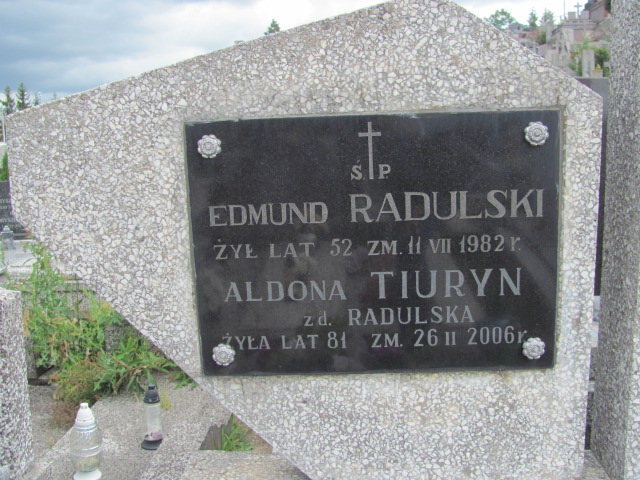 Ś.P.
EDMUND RADULSKI
ŻYŁ LAT 52 ZM. 11 VII 1982 r.
ALDONA TIURYN
zd. RADULSKA
ŻYŁA LAT 81 ZM. 26 II 2006 r.